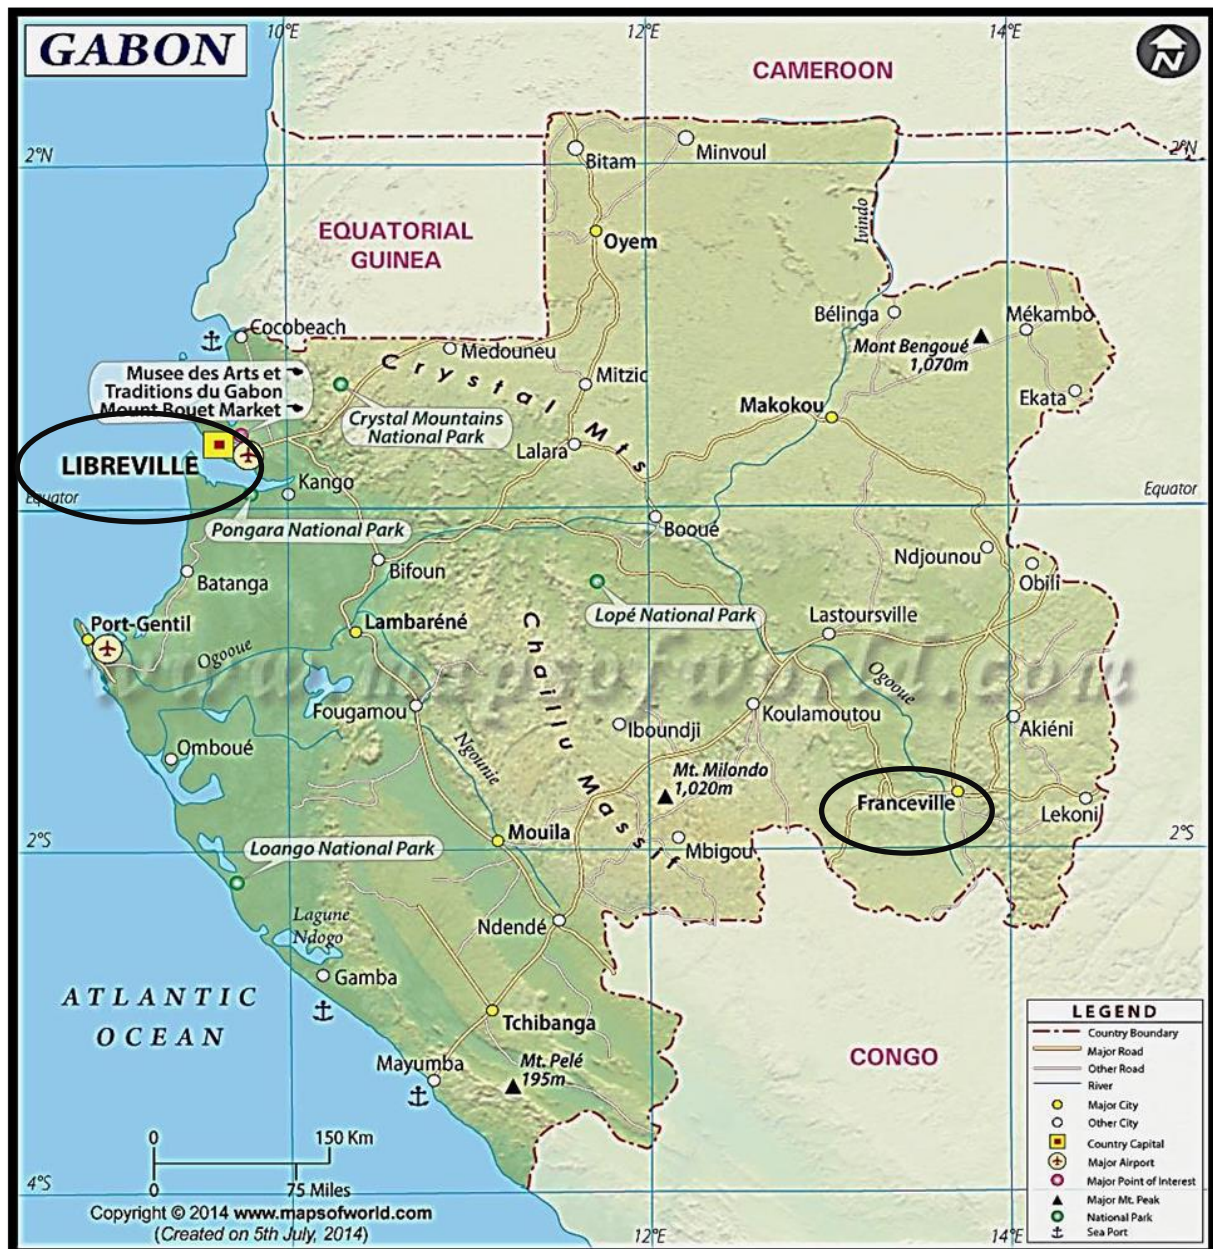 GABON
10°E
12°E
14°E
N
CAMEROON
2°N
2°N
Bitam
Minvoul
EQUATORIAL
GUINEA
Oyem
Ivindo
Cocobeach
Medouneu
Bélinga
Mékambo
Mont Bengoué
1,070m
Musee des Arts et
Traditions du Gabon
Mount Bouet Market
Crystal Mts
Mitzic
Ekata
Crystal Mountains
National Park
Makokou
LIBREVILLE
Lalara
Kango
Equator
Equator
Pongara National Park
Booué
Ndjounou
Bifoun
Obili
Batanga
Lopé National Park
Port-Gentil
Lambaréné
Lastoursville
Ogooue
Ogooue
www.mapsofworld.com
Chaillu Massif
Fougamou
Iboundji
Koulamoutou
Akiéni
Omboué
Ngounie
Mt. Milondo
1,020m
Franceville
Lekoni
Mouila
Mbigou
2°S
Loango National Park
Lagune
Ndogo
Ndendé
Gamba
ATLANTIC
OCEAN
Tchibanga
Mayumba
Mt. Pelé
195m
CONGO
LEGEND
Country Boundary
Major Road
Other Road
River
Major City
Other City
Country Capital
Major Airport
Major Point of Interest
Major Mt. Peak
National Park
Sea Port
0 150 Km
0 75 Miles
4°S
Copyright © 2014 www.mapsofworld.com
(Created on 5th July, 2014)
12°E
14°E